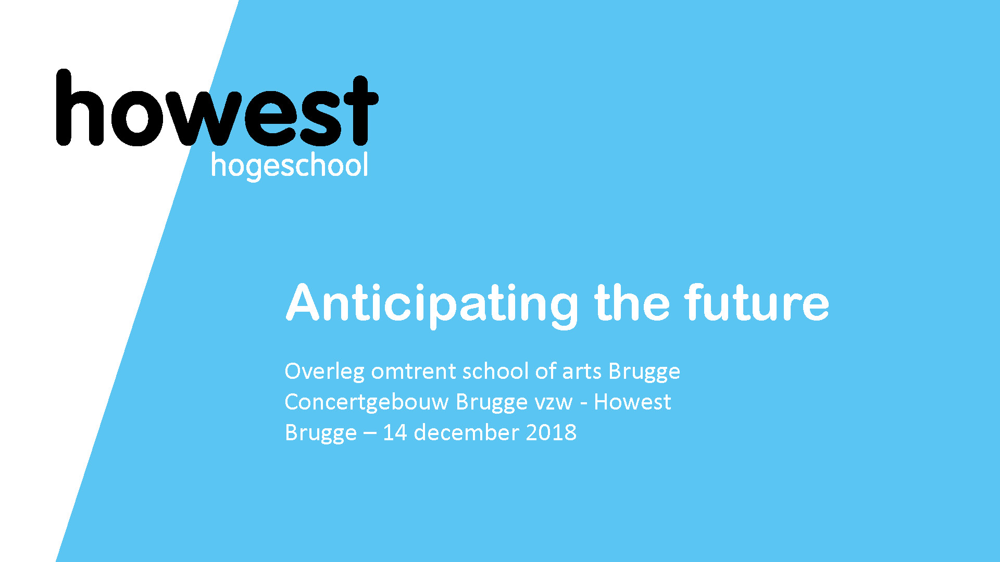 howest
hogeschool
Anticipating the future
Overleg omtrent school of arts Brugge
Concertgebouw Brugge vzw - Howest
Brugge – 14 december 2018